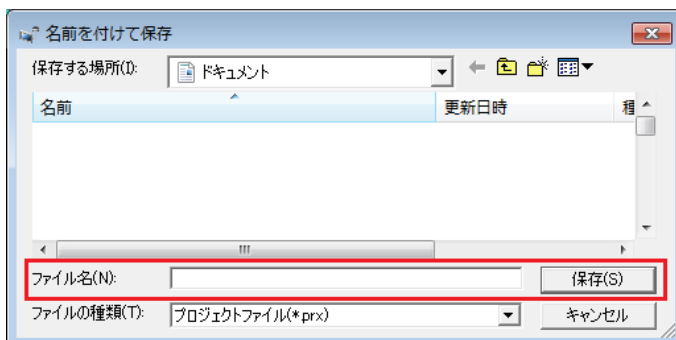 名前を付けて保存
保存する場所(I):
ドキュメント
名前
更新日時
種
ファイル名(N):
保存(S)
ファイルの種類(T):
プロジェクトファイル(*prx)
キャンセル